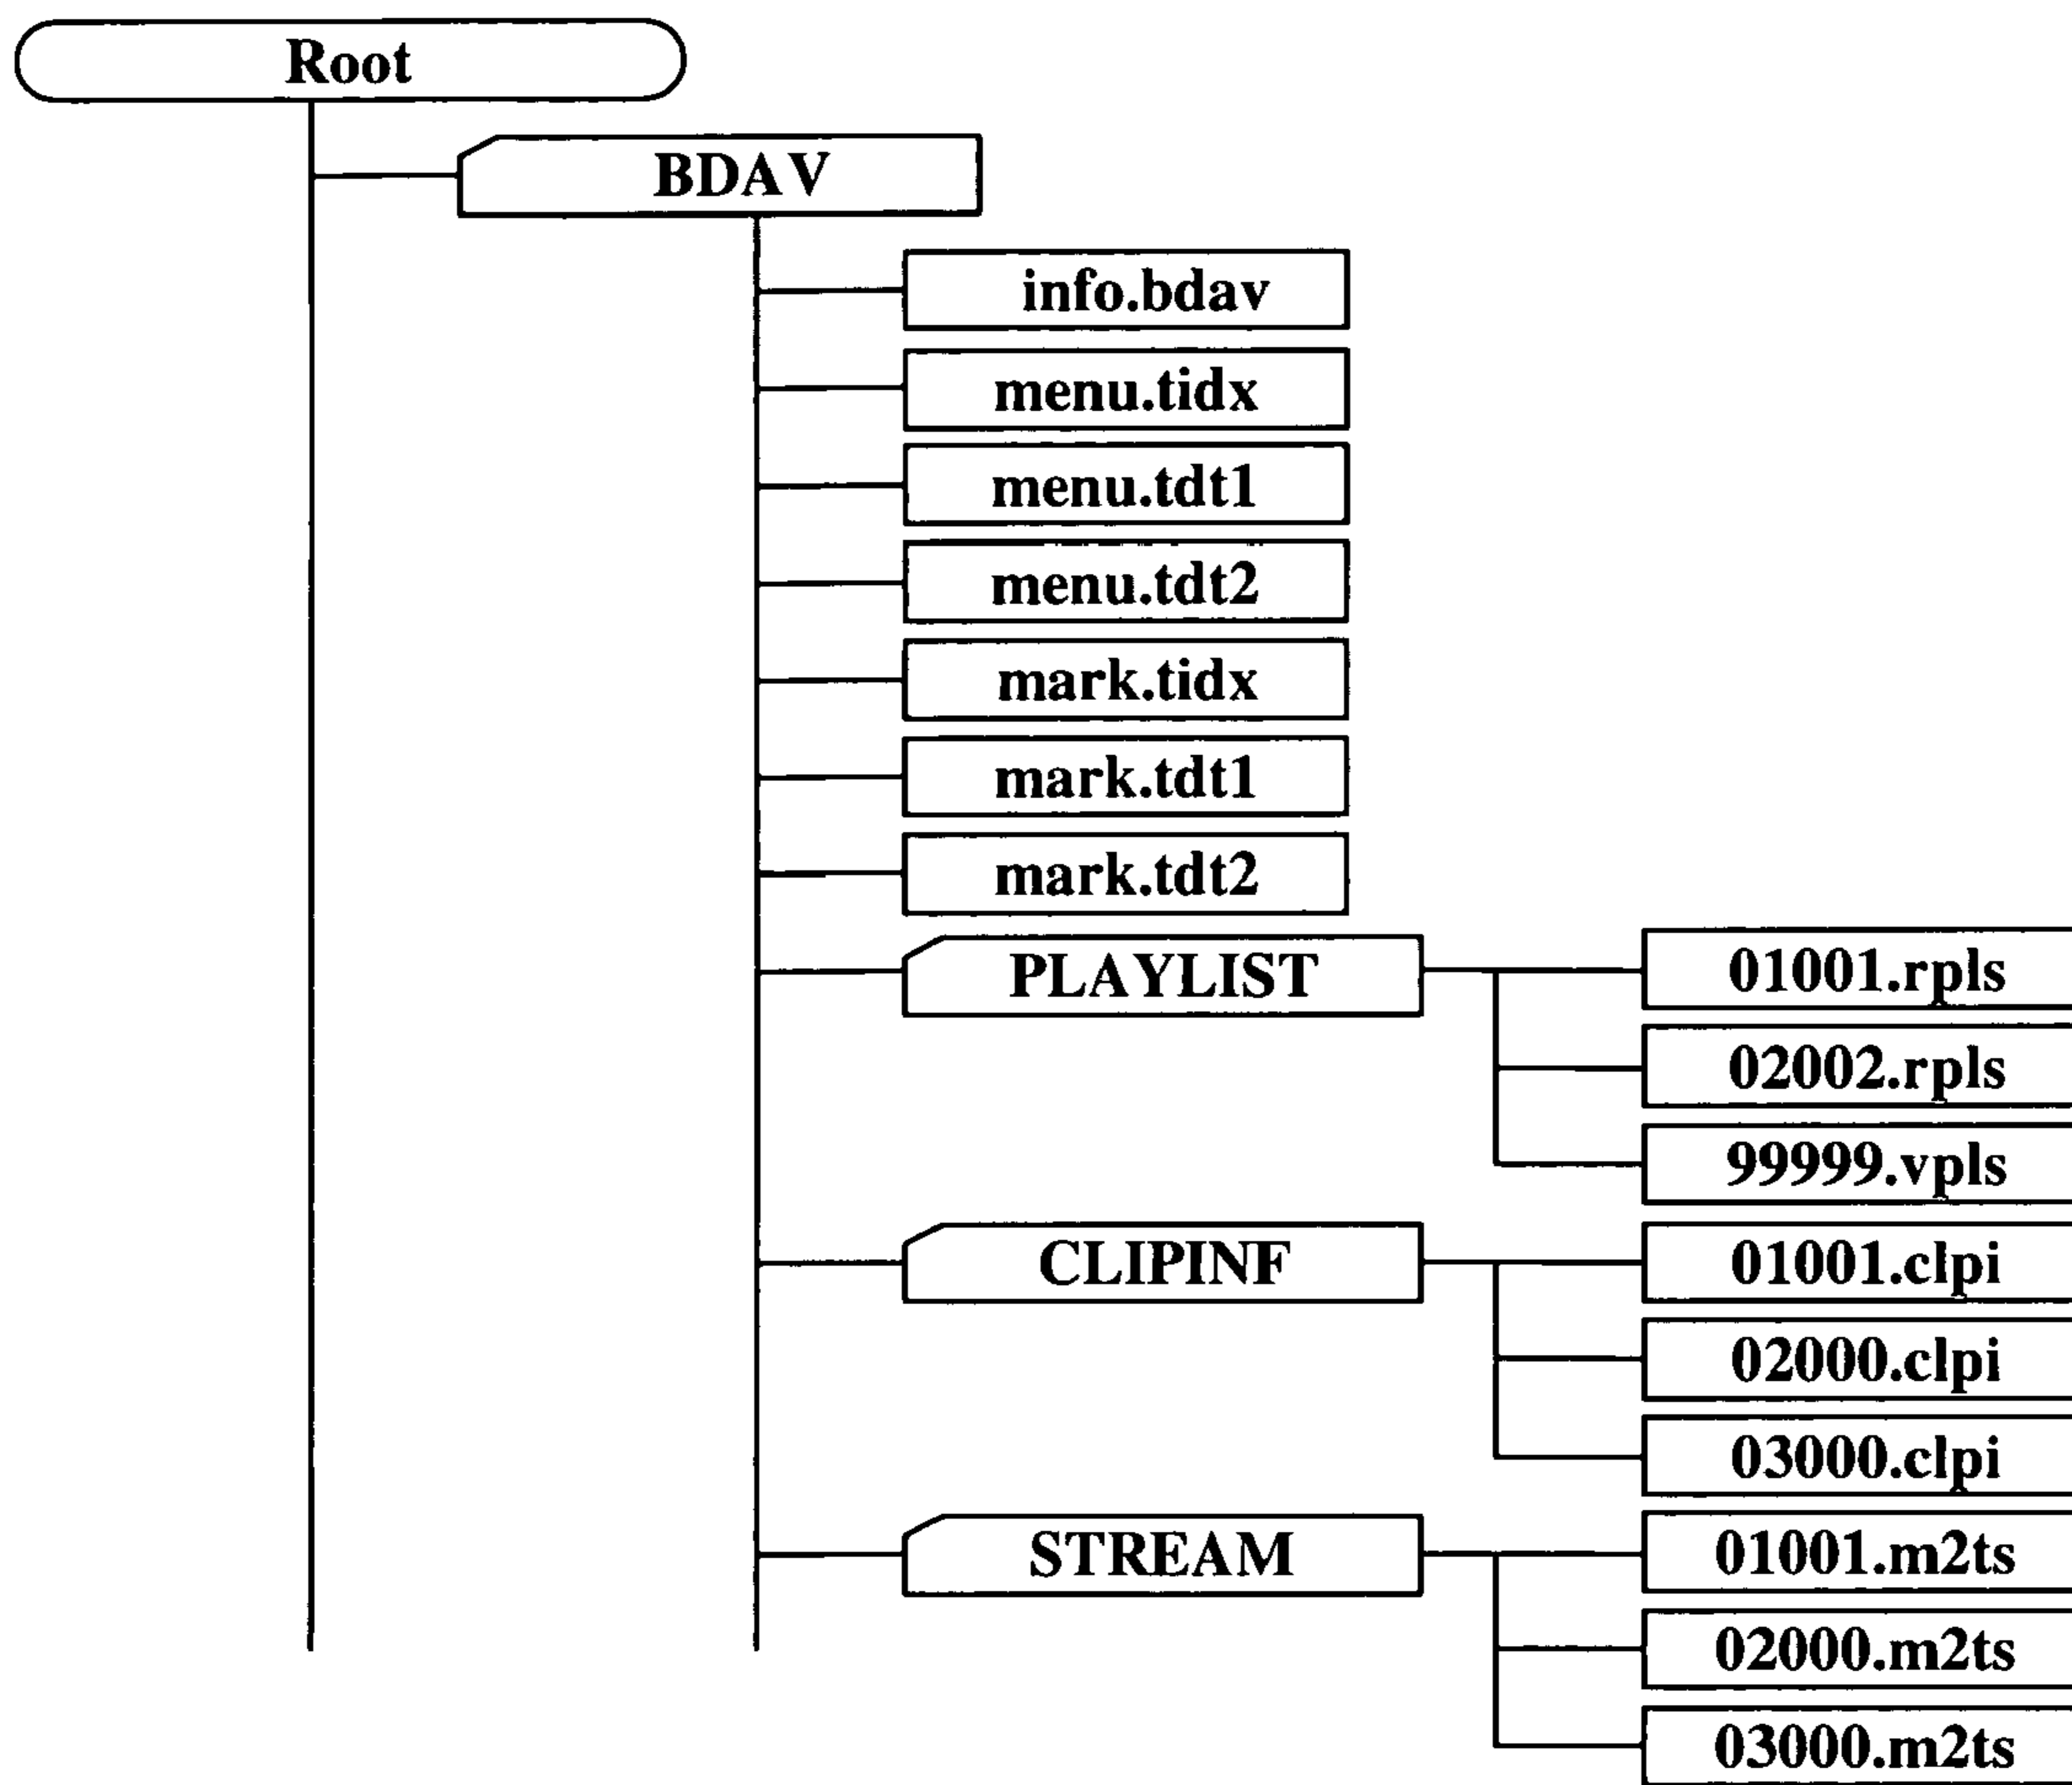 Root
BDAV
info.bdav
menu.tidx
menu.tdt1
menu.tdt2
mark.tidx
mark.tdt1
mark.tdt2
PLAYLIST
01001.rpls
02002.rpls
99999.vpls
CLIPINF
01001.clpi
02000.clpi
03000.clpi
STREAM
01001.m2ts
02000.m2ts
03000.m2ts